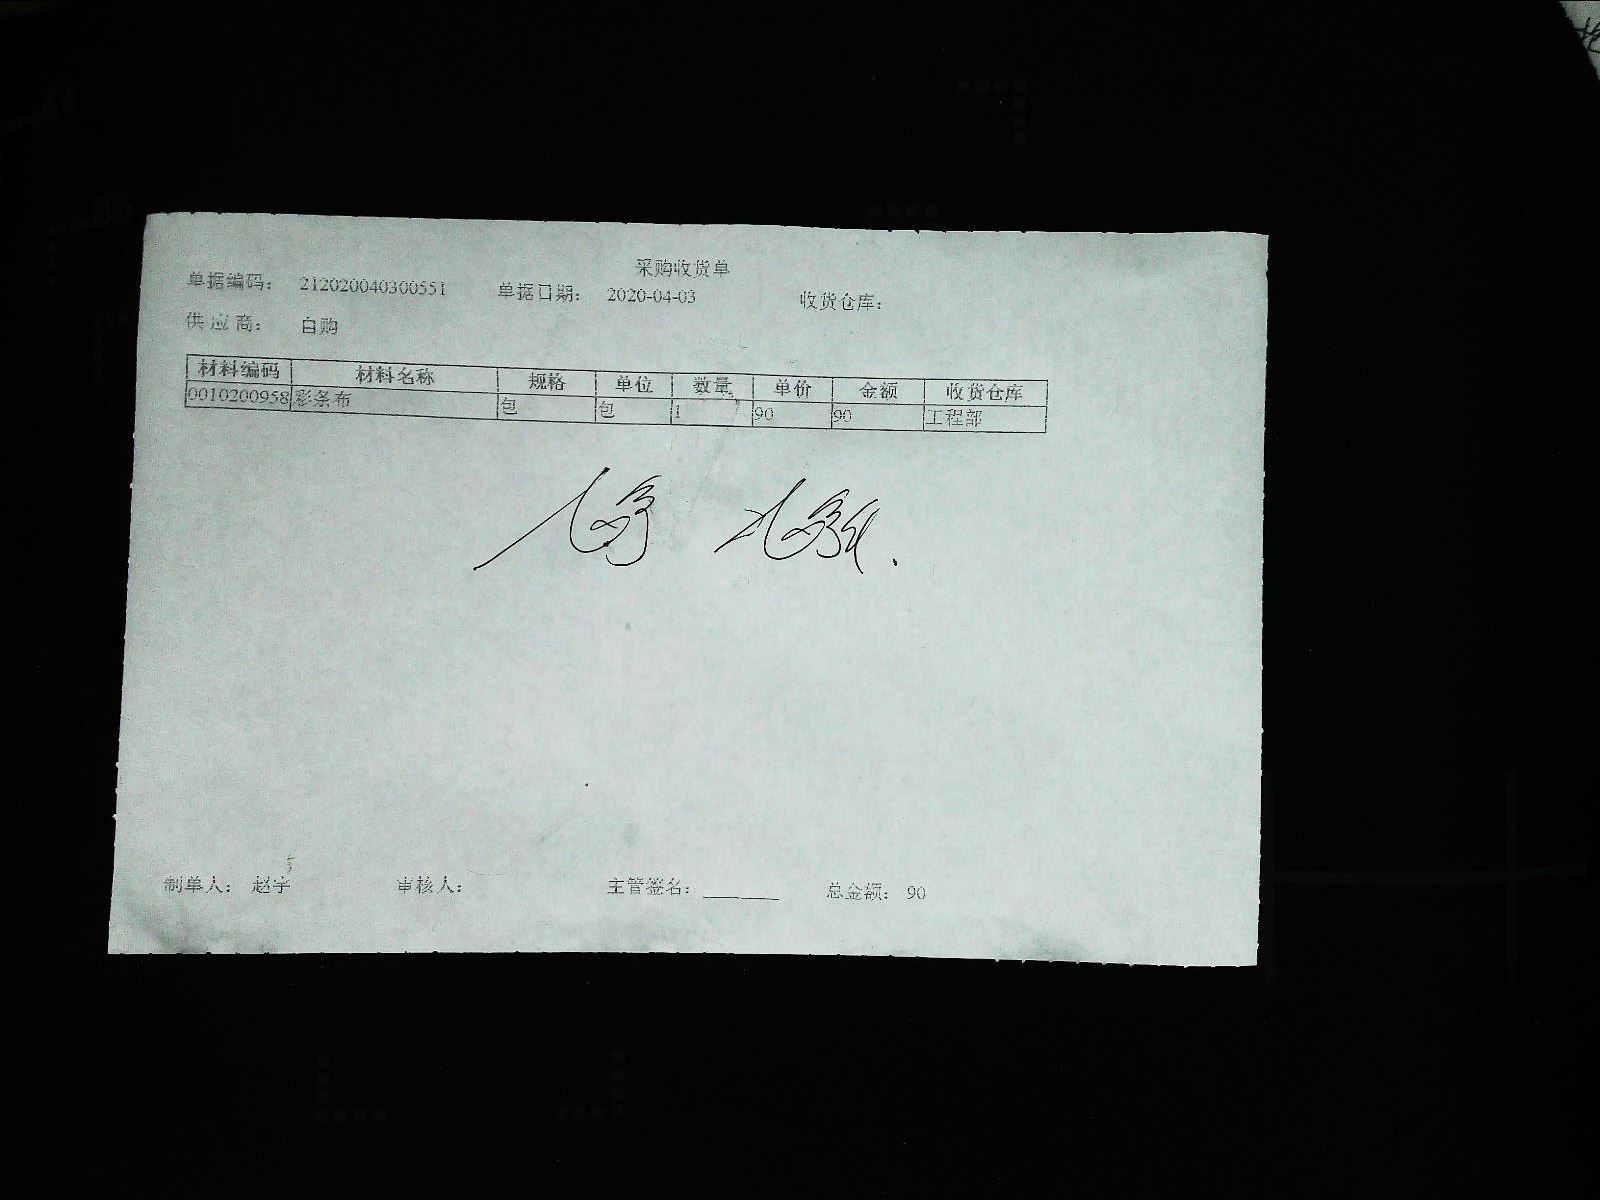 采购收货单
单据编码： 212020040300551 单据日期： 2020-04-03 收货仓库：
供应商： 自购
材料编码 材料名称 规格 单位 数量 单价 金额 收货仓库
0010200958 彩条布 包 包 1 90 90 工程部
制单人： 赵宇 审核人： 主管签名：______ 总金额： 90